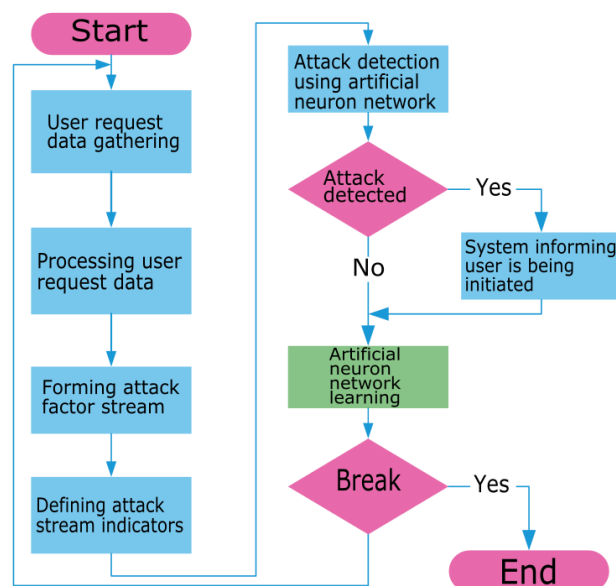 Start
User request
data gathering
Processing user
request data
Forming attack
factor stream
Defining attack
stream indicators
Attack detection
using artificial
neuron network
Attack
detected
Yes
System informing
user is being
initiated
No
Artificial
neuron
network
learning
Break
Yes
End